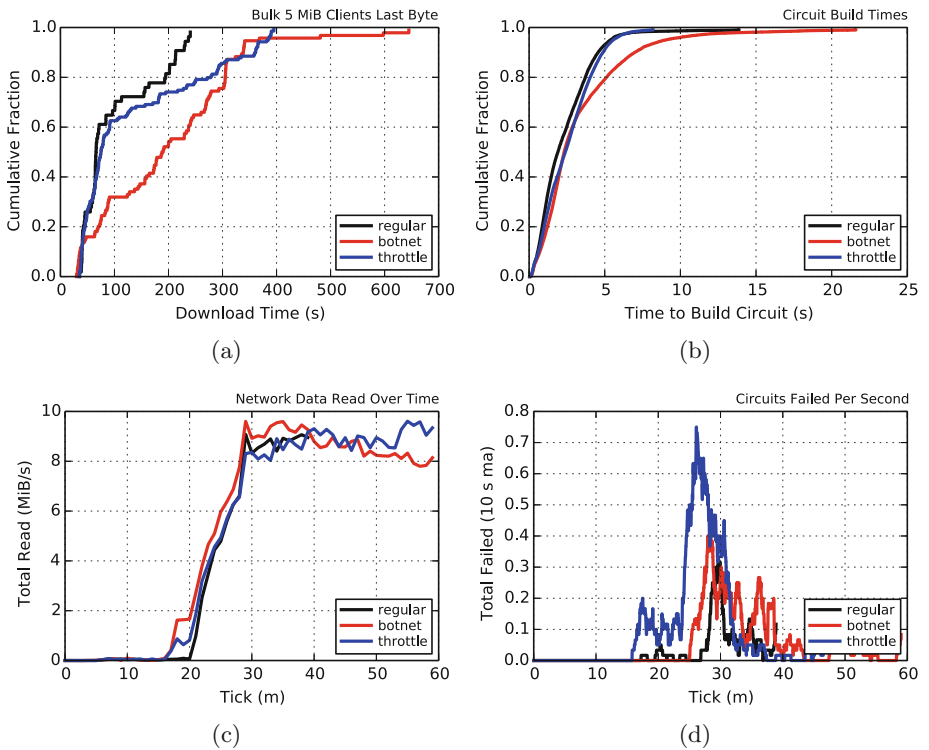 Bulk 5 MiB Clients Last Byte
Cumulative Fraction
1.0
0.8
0.6
0.4
0.2
0.0
regular
botnet
throttle
0 100 200 300 400 500 600 700
Download Time (s)
(a)
Circuit Build Times
Cumulative Fraction
1.0
0.8
0.6
0.4
0.2
0.0
regular
botnet
throttle
0 5 10 15 20 25
Time to Build Circuit (s)
(b)
Network Data Read Over Time
Total Read (MiB/s)
10
8
6
4
2
0
regular
botnet
throttle
0 10 20 30 40 50 60
Tick (m)
(c)
Circuits Failed Per Second
Total Failed (10 s ma)
0.8
0.7
0.6
0.5
0.4
0.3
0.2
0.1
0.0
regular
botnet
throttle
0 10 20 30 40 50 60
Tick (m)
(d)